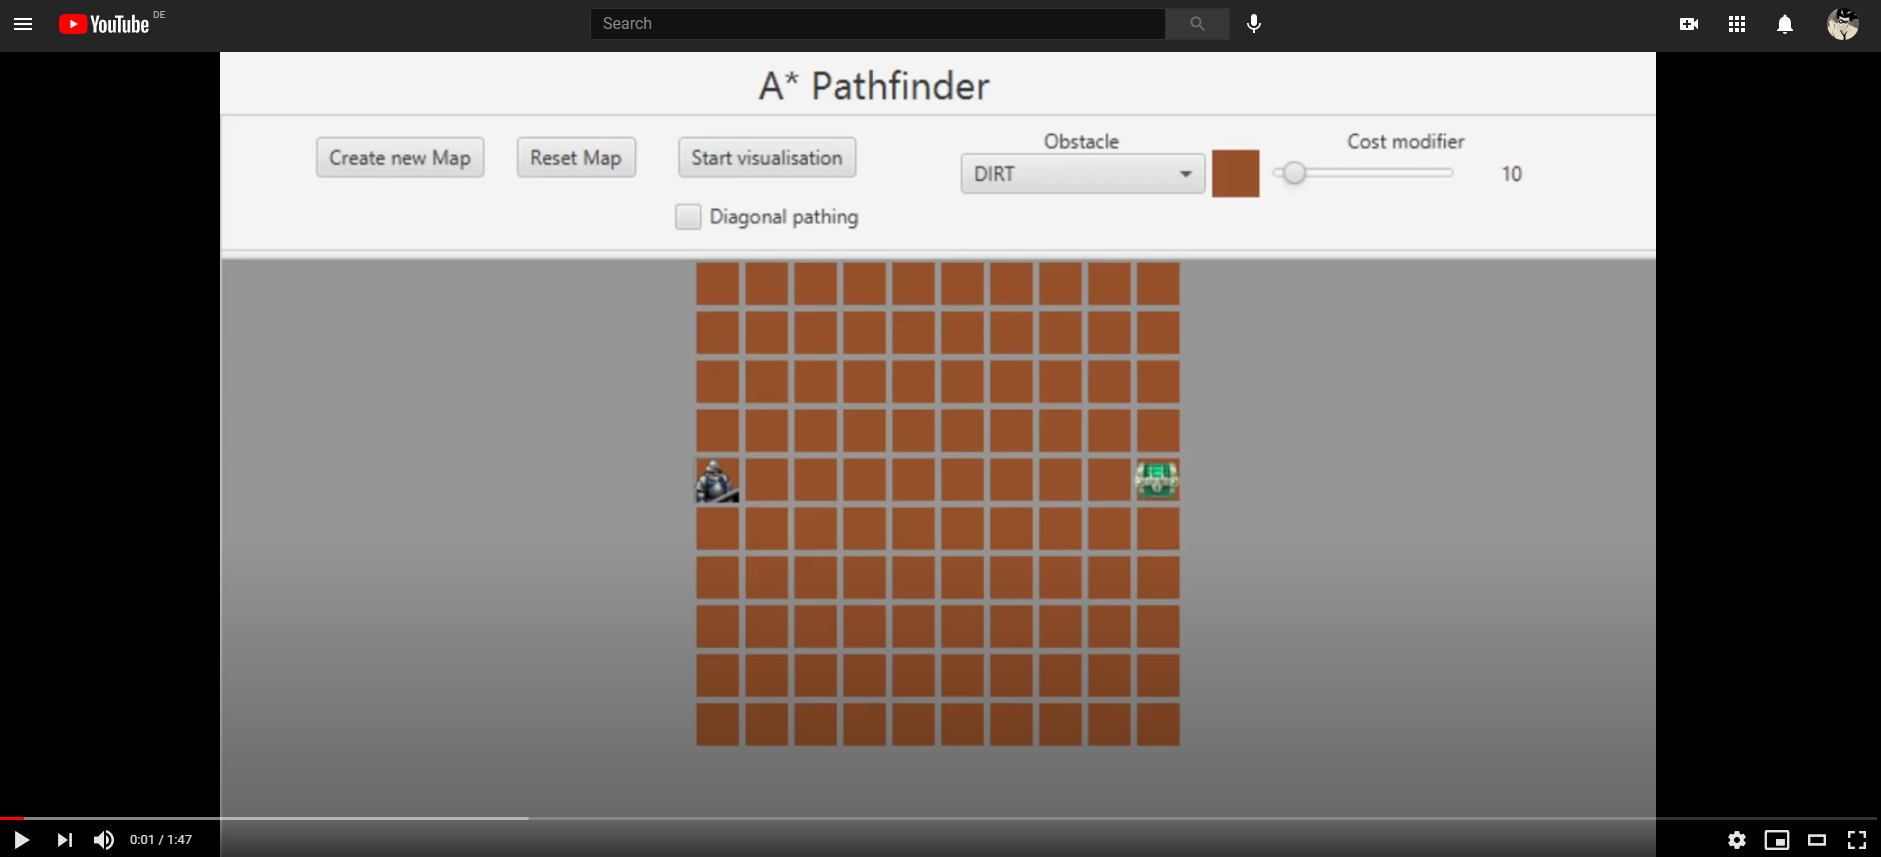 YouTube DE
Search
A* Pathfinder
Create new Map
Reset Map
Start visualisation
Obstacle
Cost modifier
DIRT
10
Diagonal pathing
0:01 / 1:47